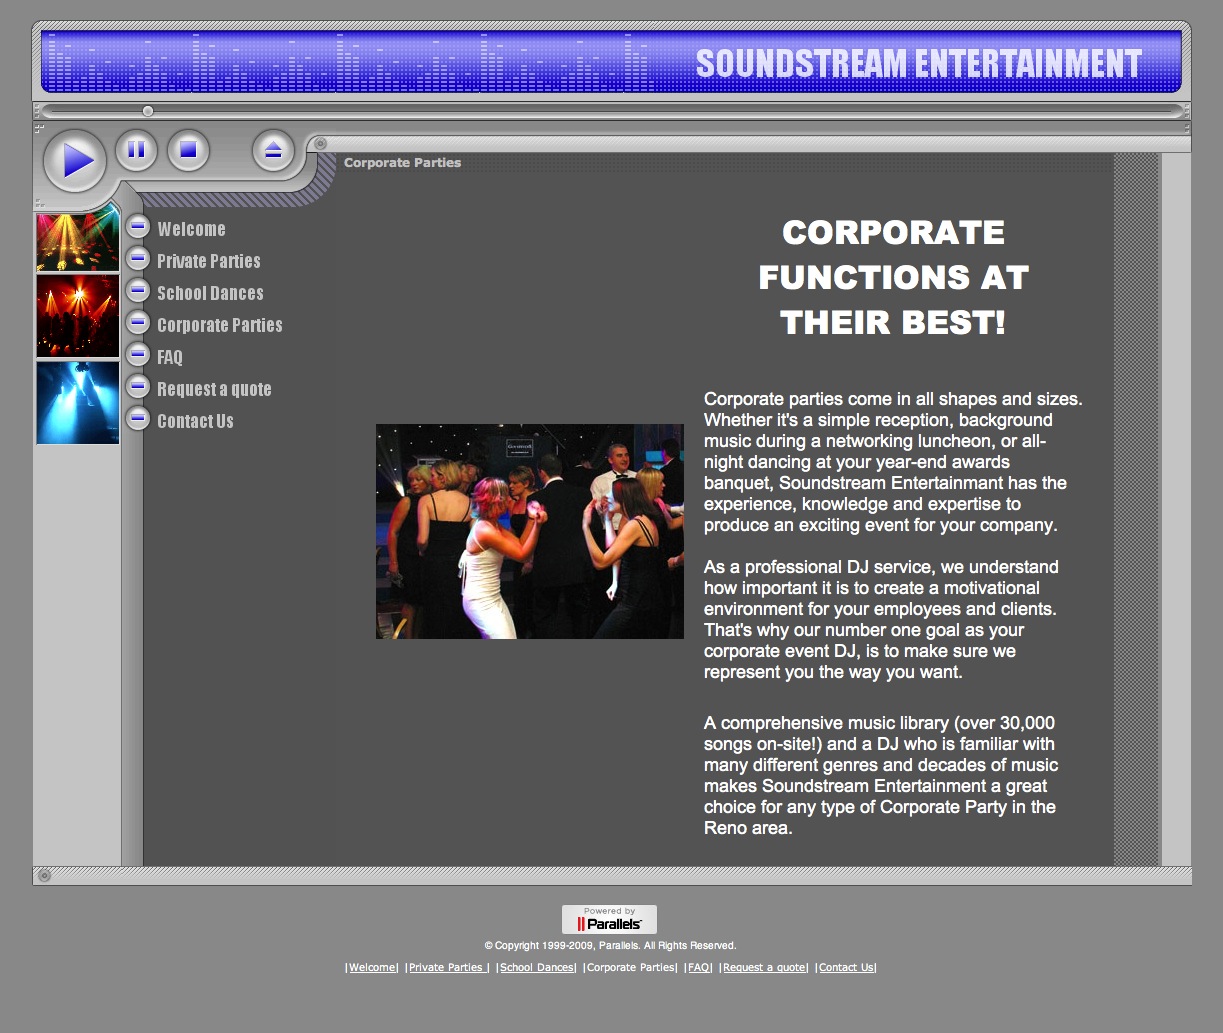 SOUNDSTREAM ENTERTAINMENT
Corporate Parties
Welcome
Private Parties
School Dances
Corporate Parties
FAQ
Request a quote
Contact Us
CORPORATE
FUNCTIONS AT
THEIR BEST!
Corporate parties come in all shapes and sizes.
Whether it's a simple reception, background
music during a networking luncheon, or all-
night dancing at your year-end awards
banquet, Soundstream Entertainmant has the
experience, knowledge and expertise to
produce an exciting event for your company.
As a professional DJ service, we understand
how important it is to create a motivational
environment for your employees and clients.
That's why our number one goal as your
corporate event DJ, is to make sure we
represent you the way you want.
A comprehensive music library (over 30,000
songs on-site!) and a DJ who is familiar with
many different genres and decades of music
makes Soundstream Entertainment a great
choice for any type of Corporate Party in the
Reno area.
Powered by
Parallels™
© Copyright 1999-2009, Parallels. All Rights Reserved.
|Welcome| |Private Parties | |School Dances| |Corporate Parties| |FAQ| |Request a quote| |Contact Us|